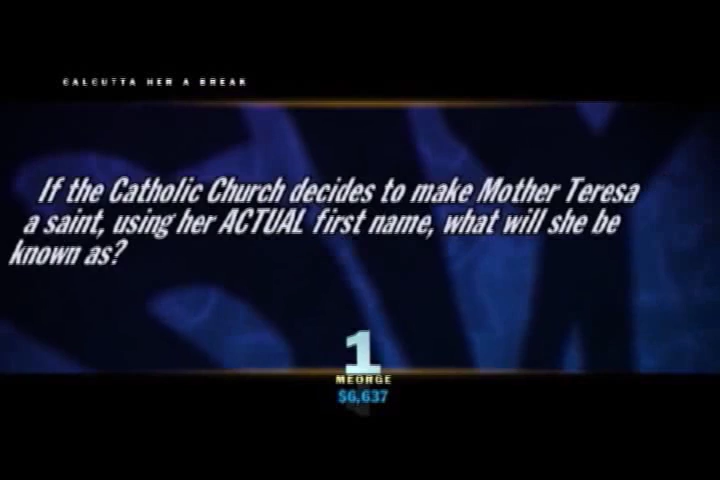 CALCUTTA HER A BREAK
If the Catholic Church decides to make Mother Teresa
a saint, using her ACTUAL first name, what will she be
known as?
1
MEORGE
$6,637